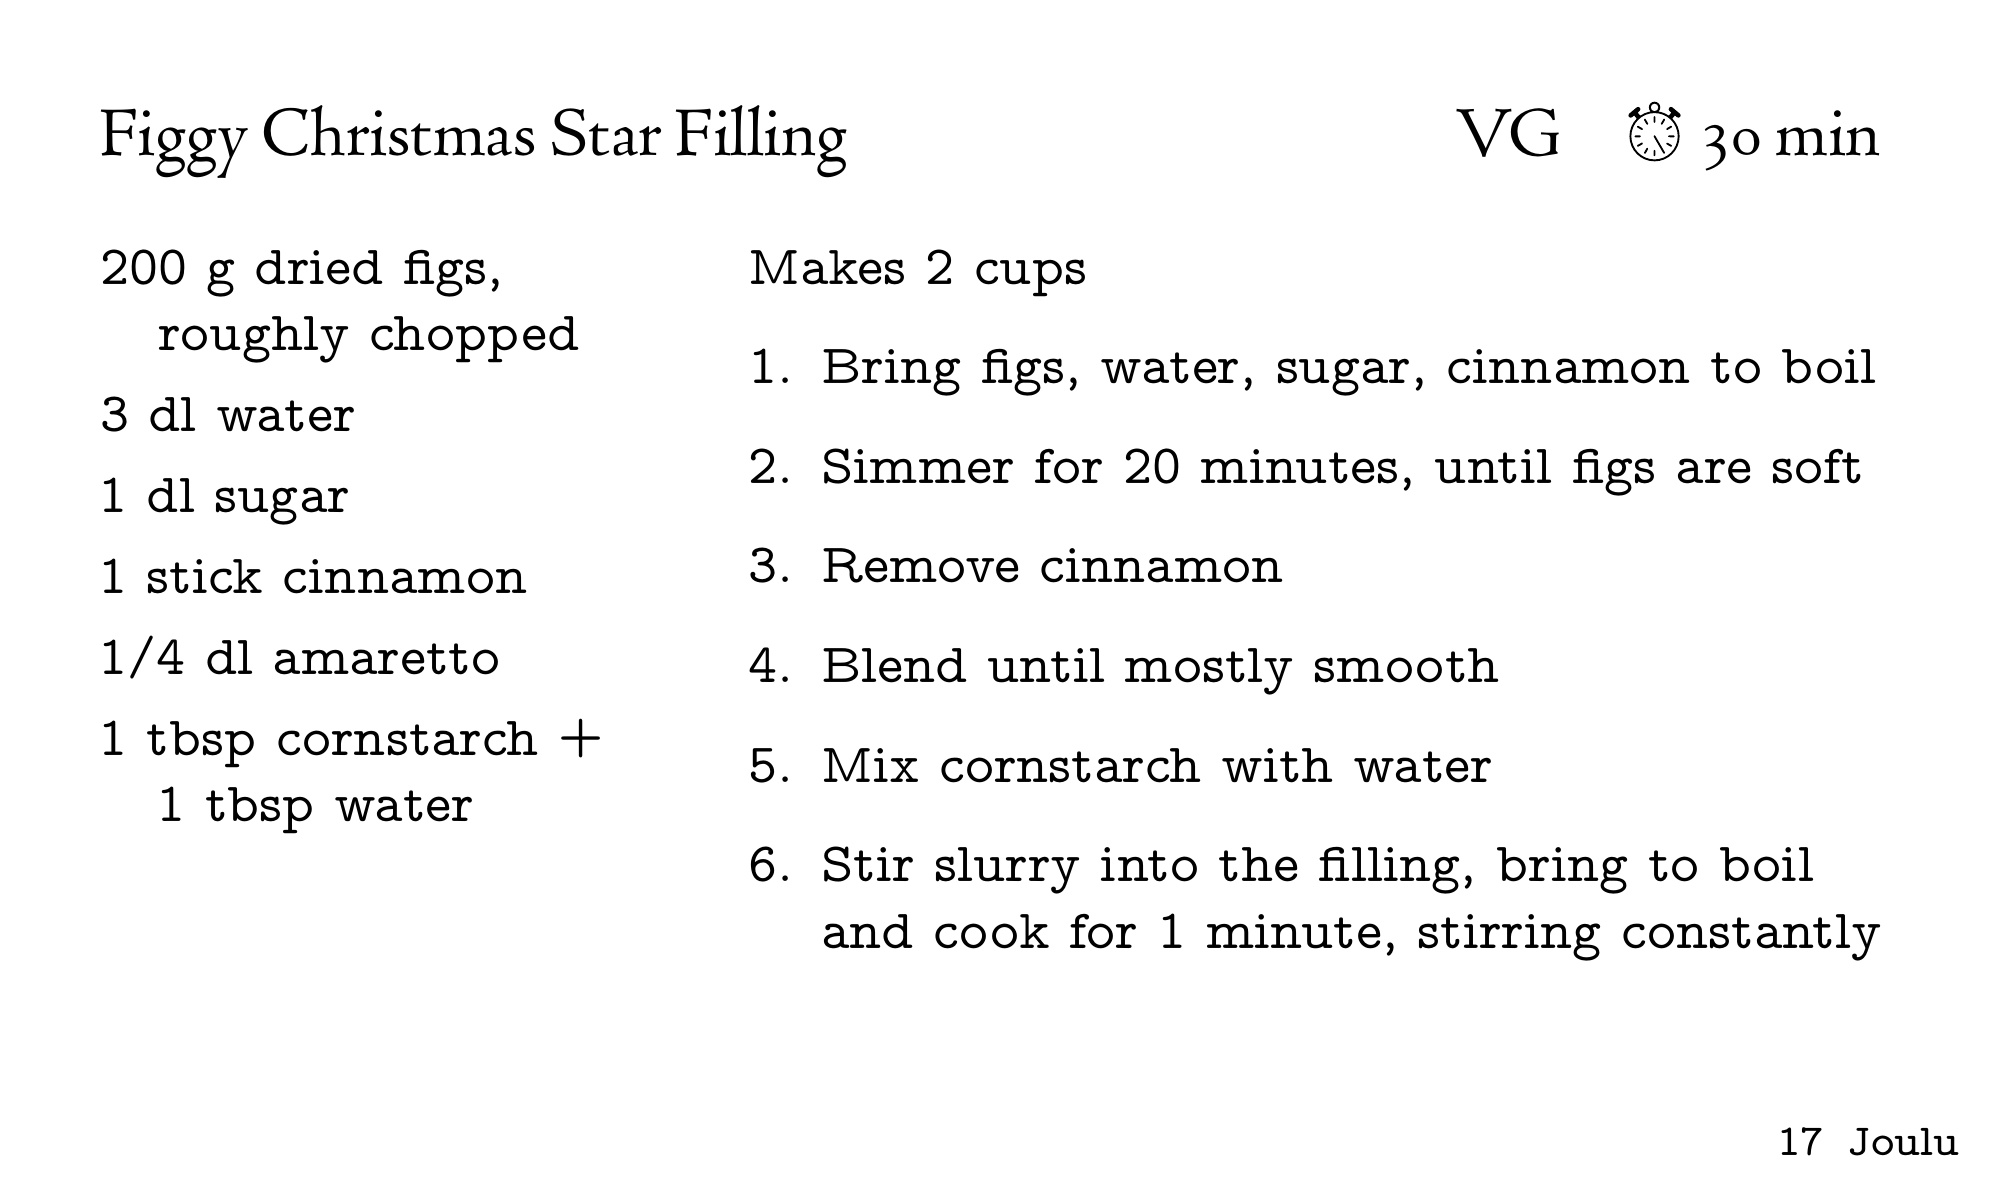 Figgy Christmas Star Filling
VG 30 min
200 g dried figs,
roughly chopped
3 dl water
1 dl sugar
1 stick cinnamon
1/4 dl amaretto
1 tbsp cornstarch +
1 tbsp water
Makes 2 cups
1. Bring figs, water, sugar, cinnamon to boil
2. Simmer for 20 minutes, until figs are soft
3. Remove cinnamon
4. Blend until mostly smooth
5. Mix cornstarch with water
6. Stir slurry into the filling, bring to boil
and cook for 1 minute, stirring constantly
17 Joulu